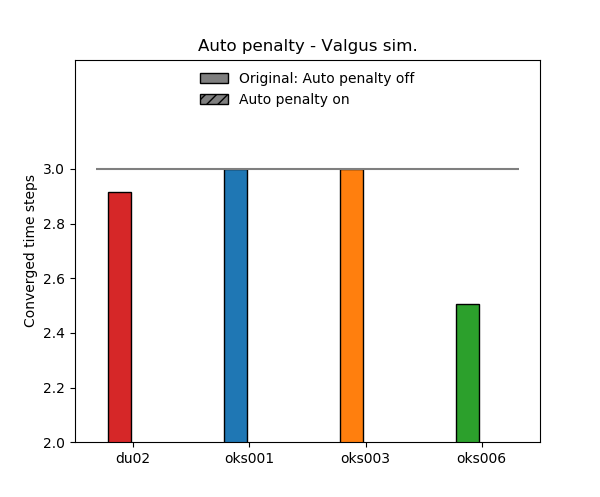 Auto penalty - Valgus sim.
Original: Auto penalty off
Auto penalty on
Converged time steps
3.0
2.8
2.6
2.4
2.2
2.0
du02
oks001
oks003
oks006